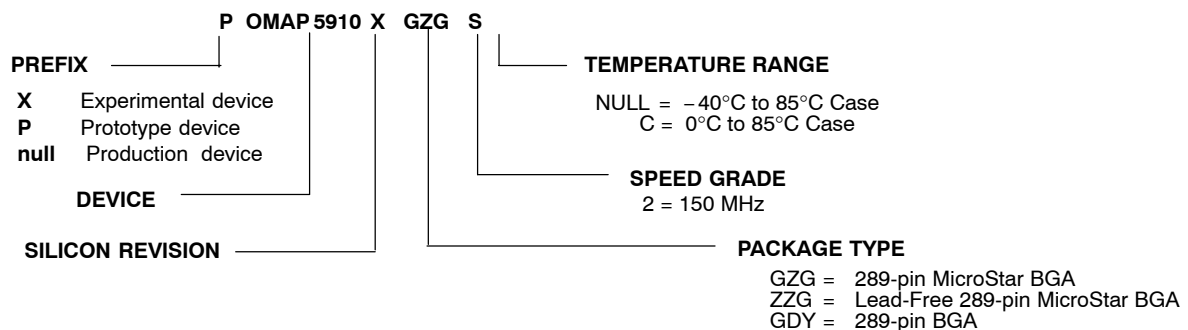 P OMAP 5910 X GZG S
PREFIX
X Experimental device
P Prototype device
null Production device
DEVICE
SILICON REVISION
TEMPERATURE RANGE
NULL = –40°C to 85°C Case
C = 0°C to 85°C Case
SPEED GRADE
2 = 150 MHz
PACKAGE TYPE
GZG = 289-pin MicroStar BGA
ZZG = Lead-Free 289-pin MicroStar BGA
GDY = 289-pin BGA